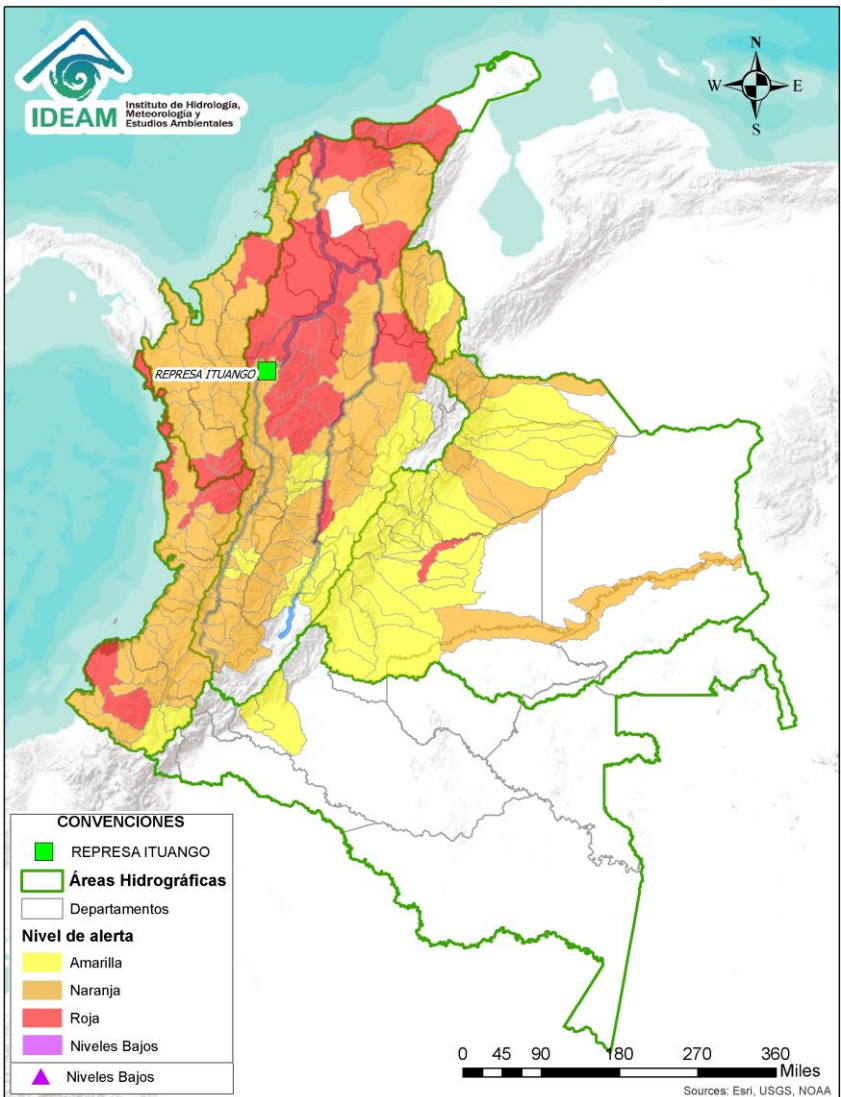 IDEAM
Instituto de Hidrología,
Meteorología y
Estudios Ambientales
N
W
E
S
REPRESA ITUANGO
CONVENCIONES
REPRESA ITUANGO
Áreas Hidrográficas
Departamentos
Nivel de alerta
Amarilla
Naranja
Roja
Niveles Bajos
Niveles Bajos
0 45 90 180 270 360
Miles
Sources: Esri, USGS, NOAA